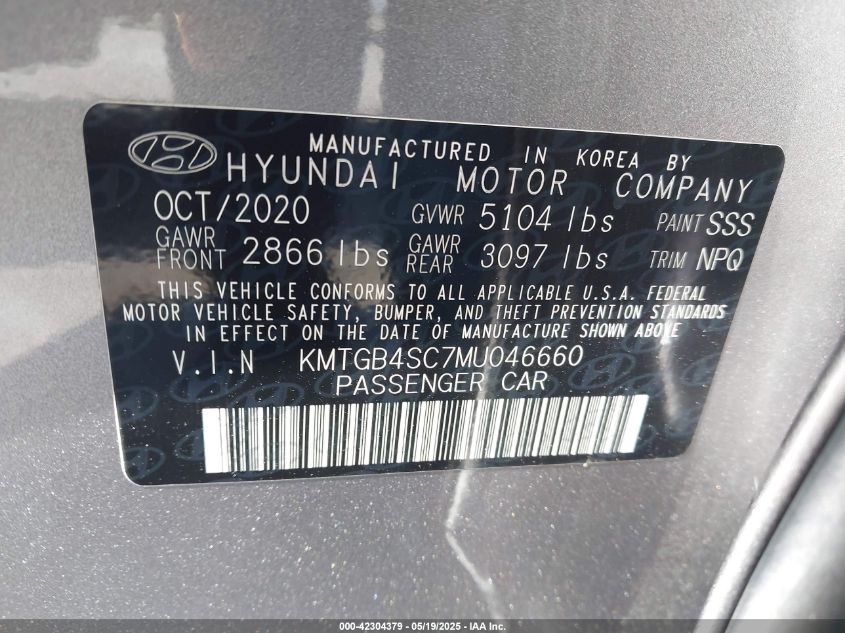 MANUFACTURED IN KOREA BY
HYUNDAI MOTOR COMPANY
OCT/2020 GVWR 5104 lbs PAINT SSS
GAWR FRONT 2866 lbs GAWR REAR 3097 lbs TRIM NPQ
THIS VEHICLE CONFORMS TO ALL APPLICABLE U.S.A. FEDERAL
MOTOR VEHICLE SAFETY, BUMPER, AND THEFT PREVENTION STANDARDS
IN EFFECT ON THE DATE OF MANUFACTURE SHOWN ABOVE
V.I.N KMTGB4SC7MU046660
PASSENGER CAR
000-42304379 - 05/19/2025 - IAA Inc.